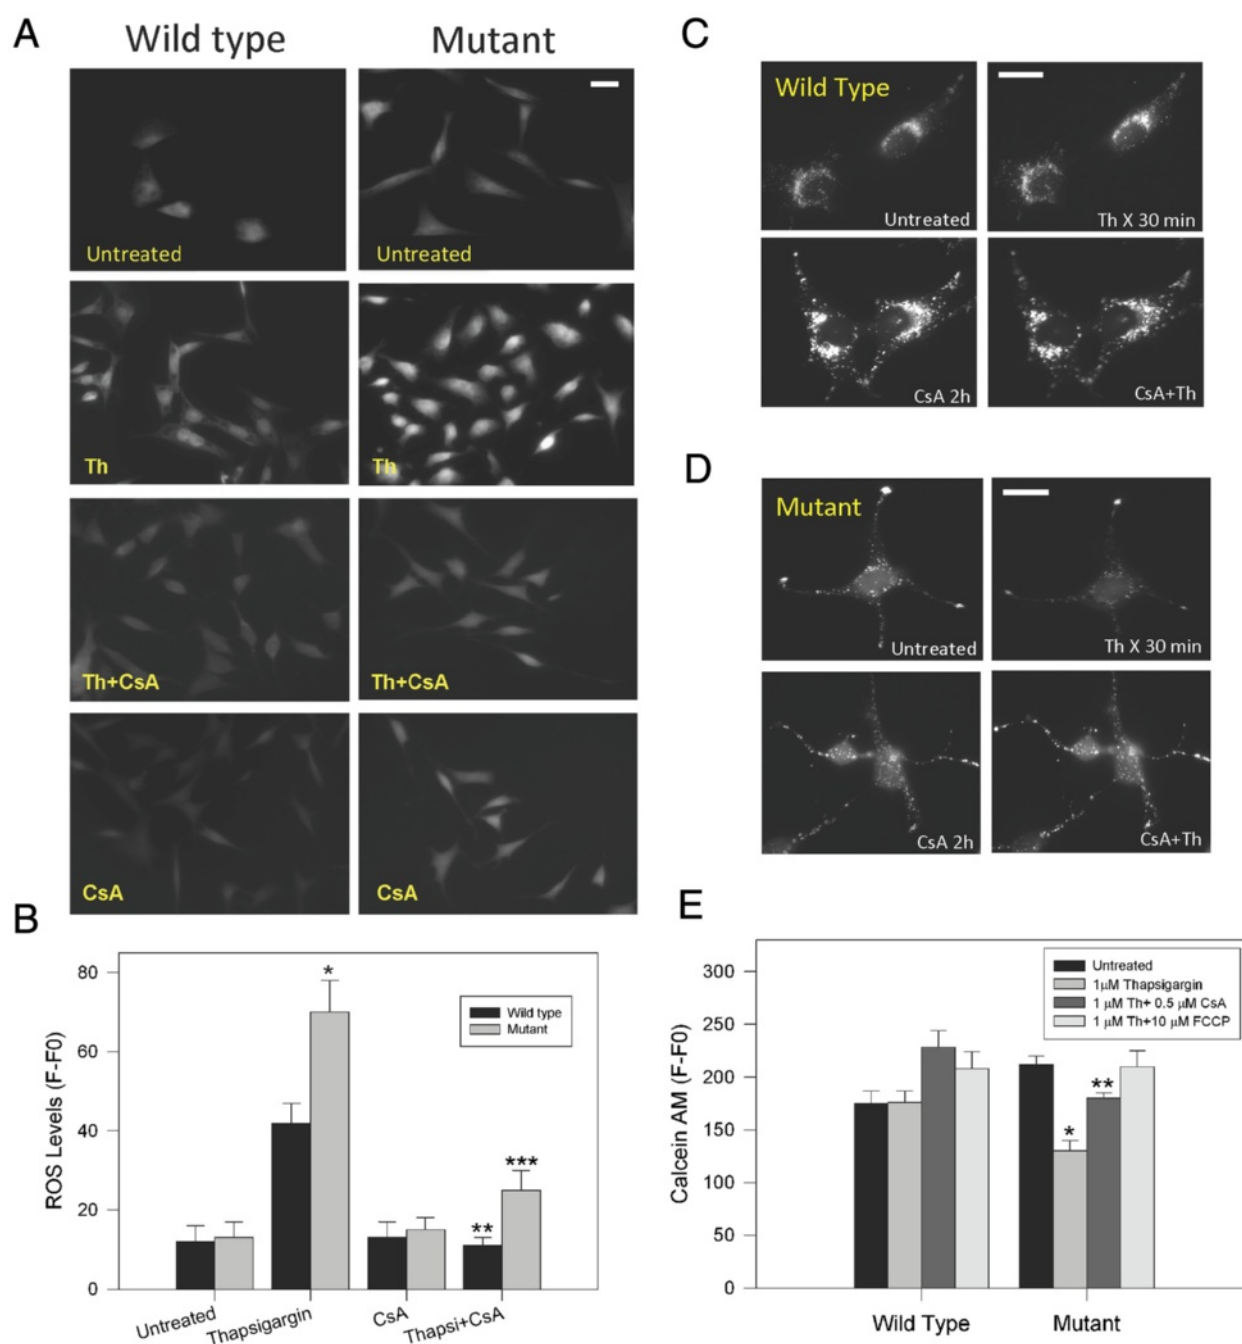 A
Wild type
Mutant
Untreated
Untreated
Th
Th
Th+CsA
Th+CsA
CsA
CsA
B
ROS Levels (F-F0)
80
60
40
20
0
*
**
***
Wild type
Mutant
Untreated
Thapsigargin
CsA
Thapsi+CsA
C
Wild Type
Untreated
Th X 30 min
CsA 2h
CsA+Th
D
Mutant
Untreated
Th X 30 min
CsA 2h
CsA+Th
E
Calcein AM (F-F0)
300
250
200
150
100
50
0
Untreated
1μM Thapsigargin
1 μM Th+ 0.5 μM CsA
1 μM Th+10 μM FCCP
*
**
Wild Type
Mutant